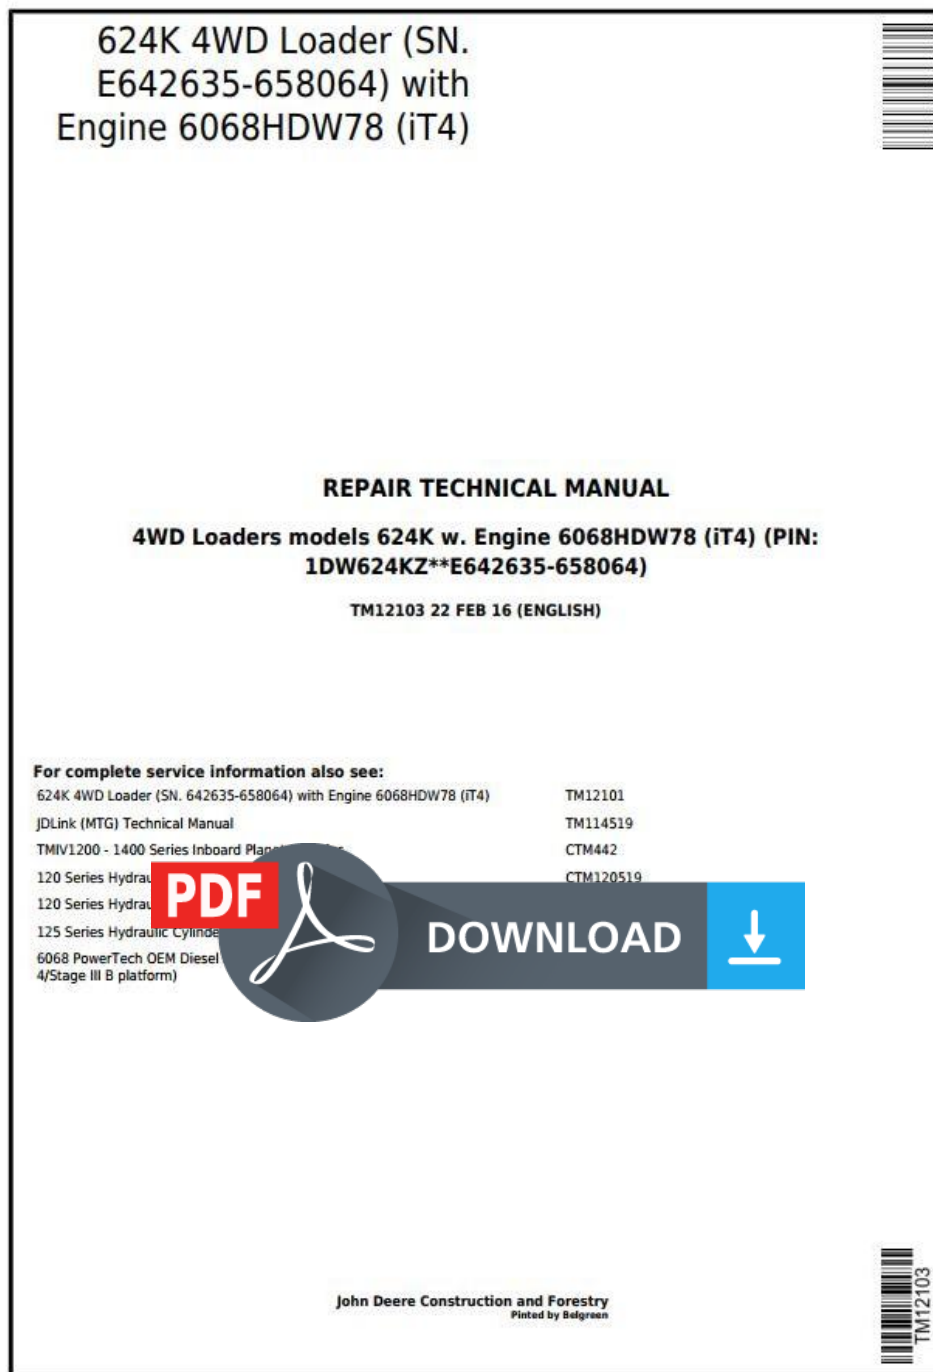 624K 4WD Loader (SN.
E642635-658064) with
Engine 6068HDW78 (iT4)
REPAIR TECHNICAL MANUAL
4WD Loaders models 624K w. Engine 6068HDW78 (iT4) (PIN:
1DW624KZ**E642635-658064)
TM12103 22 FEB 16 (ENGLISH)
For complete service information also see:
624K 4WD Loader (SN. 642635-658064) with Engine 6068HDW78 (iT4) TM12101
JDLink (MTG) Technical Manual TM114519
TMIV1200 - 1400 Series Inboard CTM442
120 Series CTM120519
120 Series
125 Series Hydraulic
6068 PowerTech OEM Diesel
4/Stage III B platform)
PDF
DOWNLOAD
John Deere Construction and Forestry
Pinted by Belgreen
TM12103